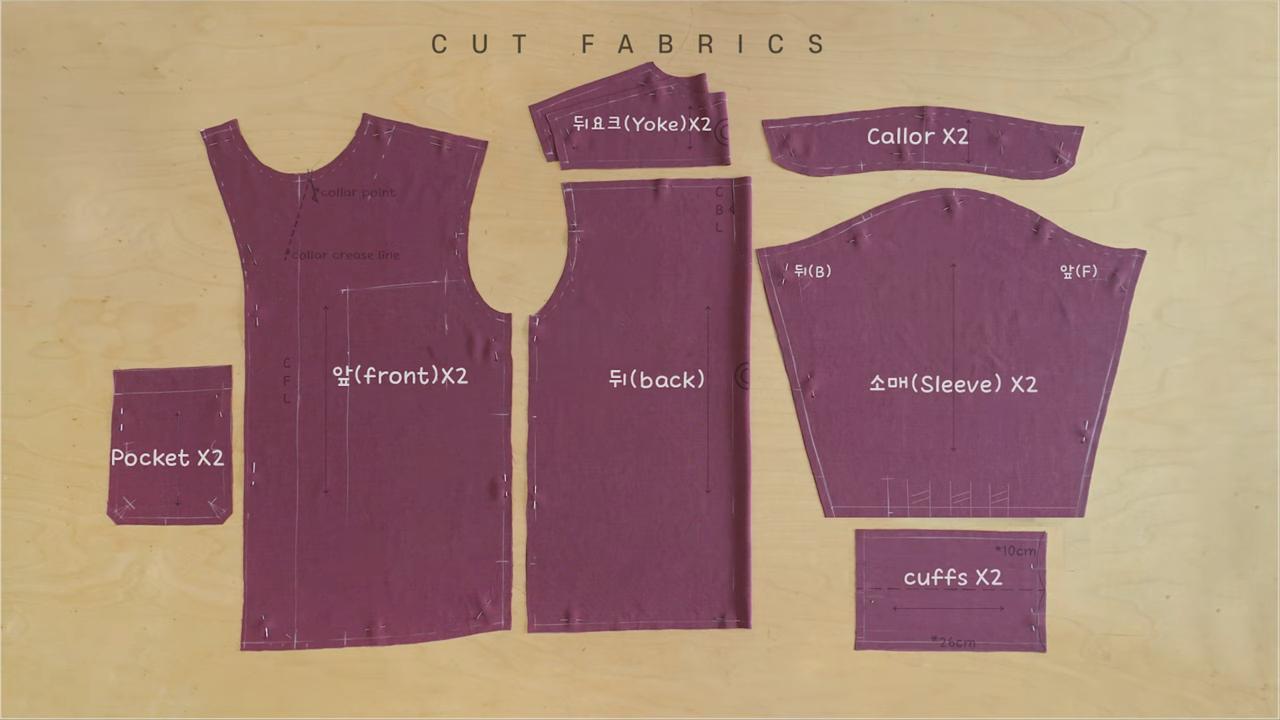 CUT FABRICS
뒤요크(Yoke)X2
Callor X2
collar point
collar crease line
C
B
L
뒤(B)
앞(F)
C
F
L
앞(front)X2
뒤(back)
소매(Sleeve) X2
Pocket X2
*10cm
cuffs X2
*26cm